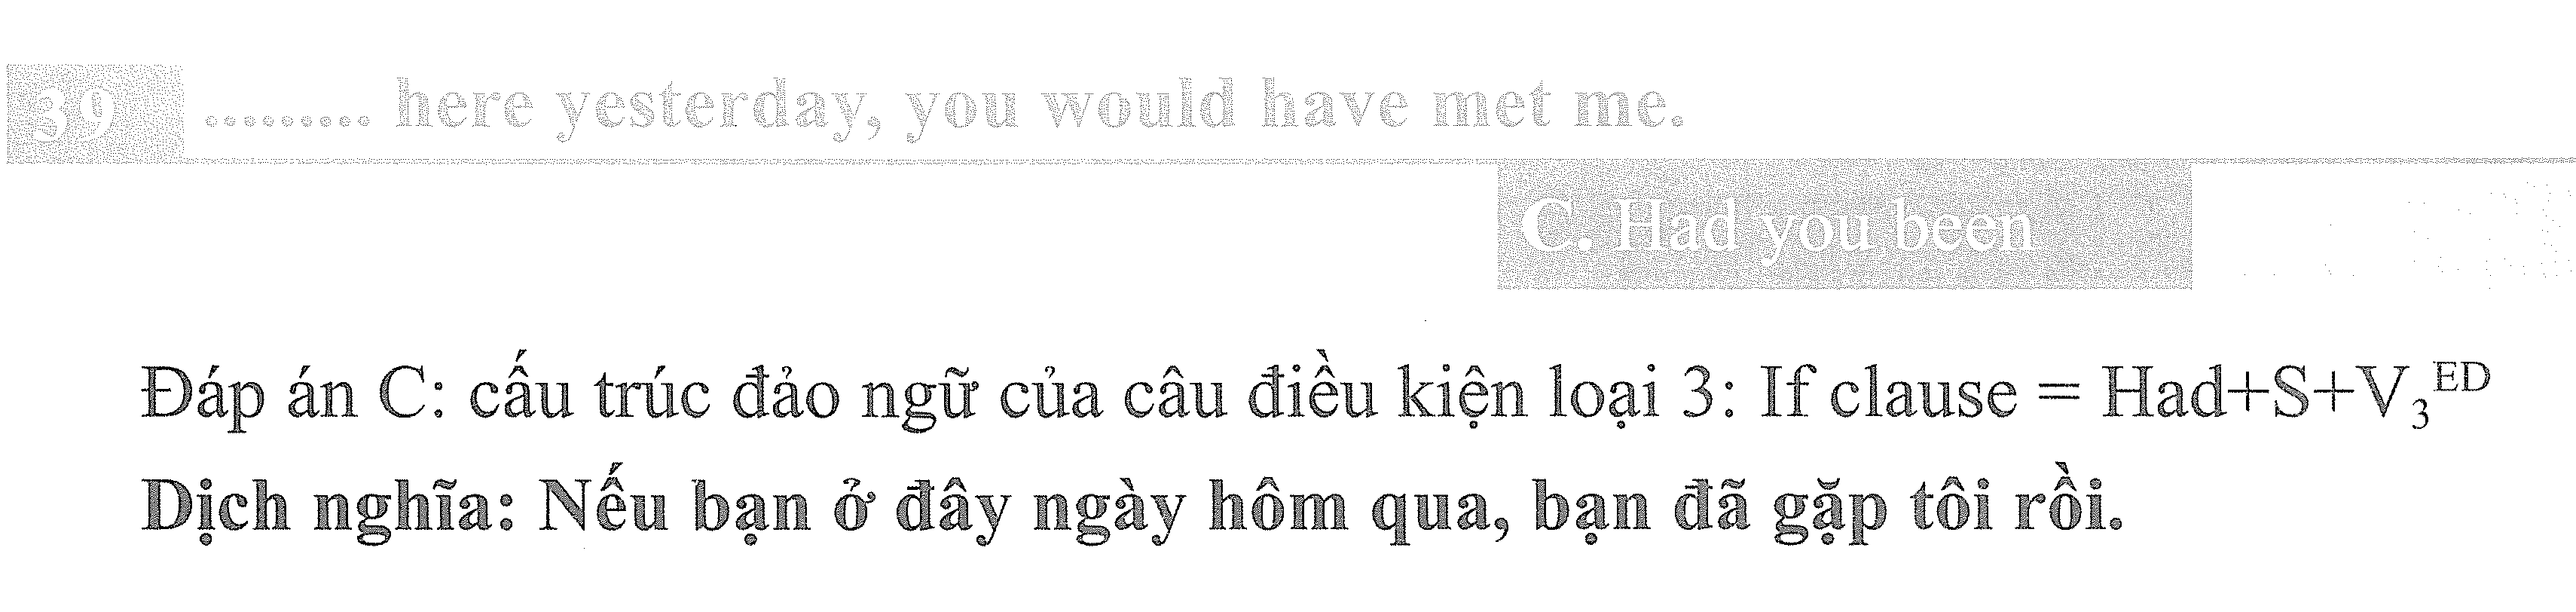 39 ......... here yesterday, you would have met me.
C. Had you been
Đáp án C: cấu trúc đảo ngữ của câu điều kiện loại 3: If clause = Had+S+V₃ᴱᴰ
Dịch nghĩa: Nếu bạn ở đây ngày hôm qua, bạn đã gặp tôi rồi.